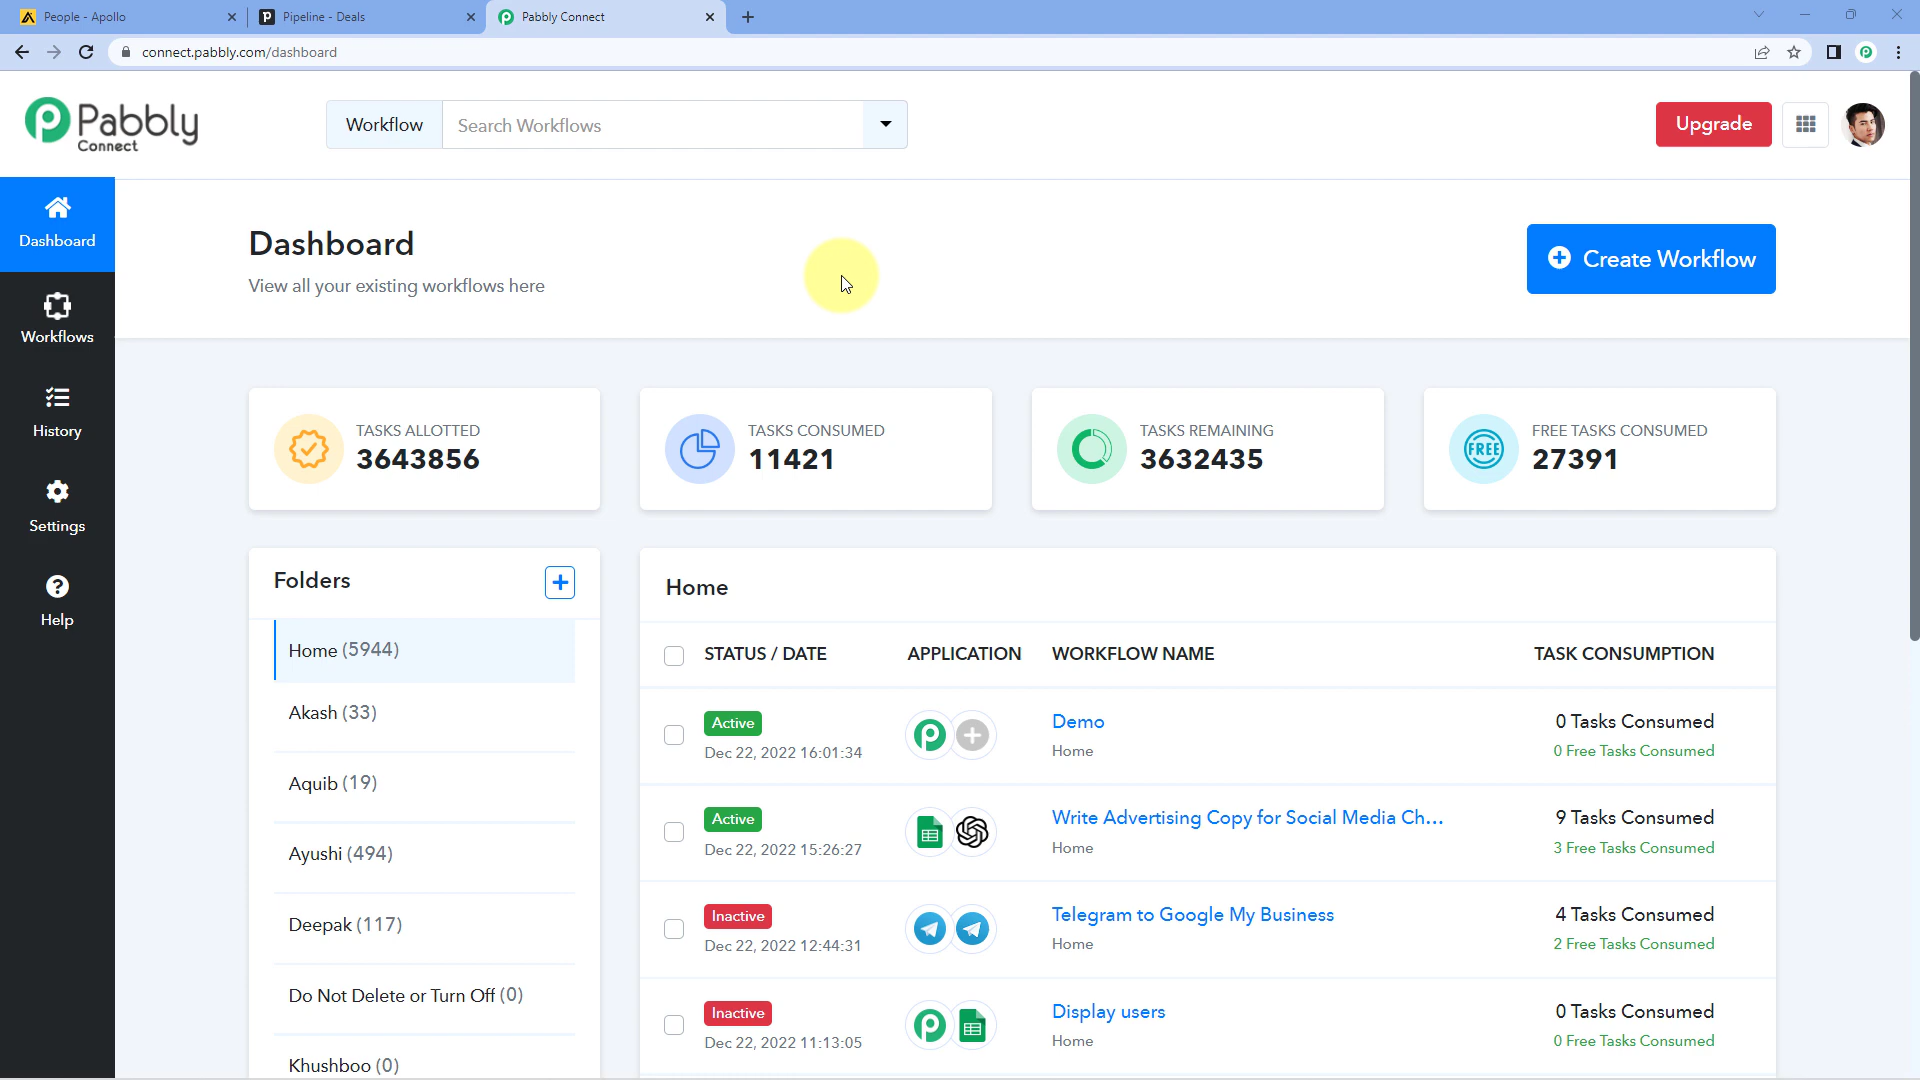 People - Apollo
Pipeline - Deals
Pabbly Connect
connect.pabbly.com/dashboard
Pabbly
Connect
Workflow
Search Workflows
Upgrade
Dashboard
Workflows
History
Settings
Help
Dashboard
View all your existing workflows here
Create Workflow
TASKS ALLOTTED
3643856
TASKS CONSUMED
11421
TASKS REMAINING
3632435
FREE
FREE TASKS CONSUMED
27391
Folders
Home (5944)
Akash (33)
Aquib (19)
Ayushi (494)
Deepak (117)
Do Not Delete or Turn Off (0)
Khushboo (0)
Home
STATUS / DATE APPLICATION WORKFLOW NAME TASK CONSUMPTION
Active Demo 0 Tasks Consumed
Dec 22, 2022 16:01:34 Home 0 Free Tasks Consumed
Active Write Advertising Copy for Social Media Ch... 9 Tasks Consumed
Dec 22, 2022 15:26:27 Home 3 Free Tasks Consumed
Inactive Telegram to Google My Business 4 Tasks Consumed
Dec 22, 2022 12:44:31 Home 2 Free Tasks Consumed
Inactive Display users 0 Tasks Consumed
Dec 22, 2022 11:13:05 Home 0 Free Tasks Consumed